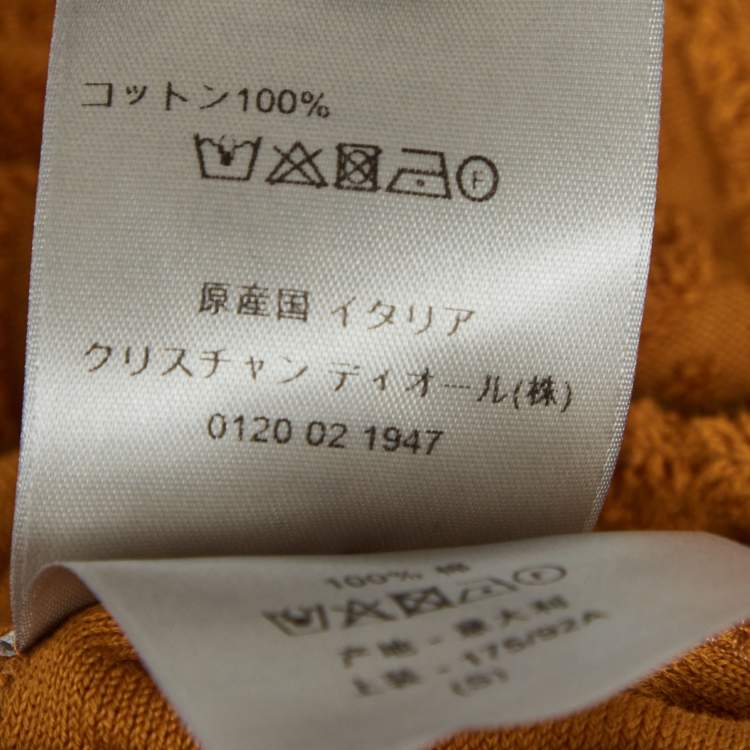 コットン100%
F
原産国 イタリア
クリスチャン ディオール(株)
0120 02 1947
100% 棉
产地 - 意大利
上装 - 175/92A
(S)